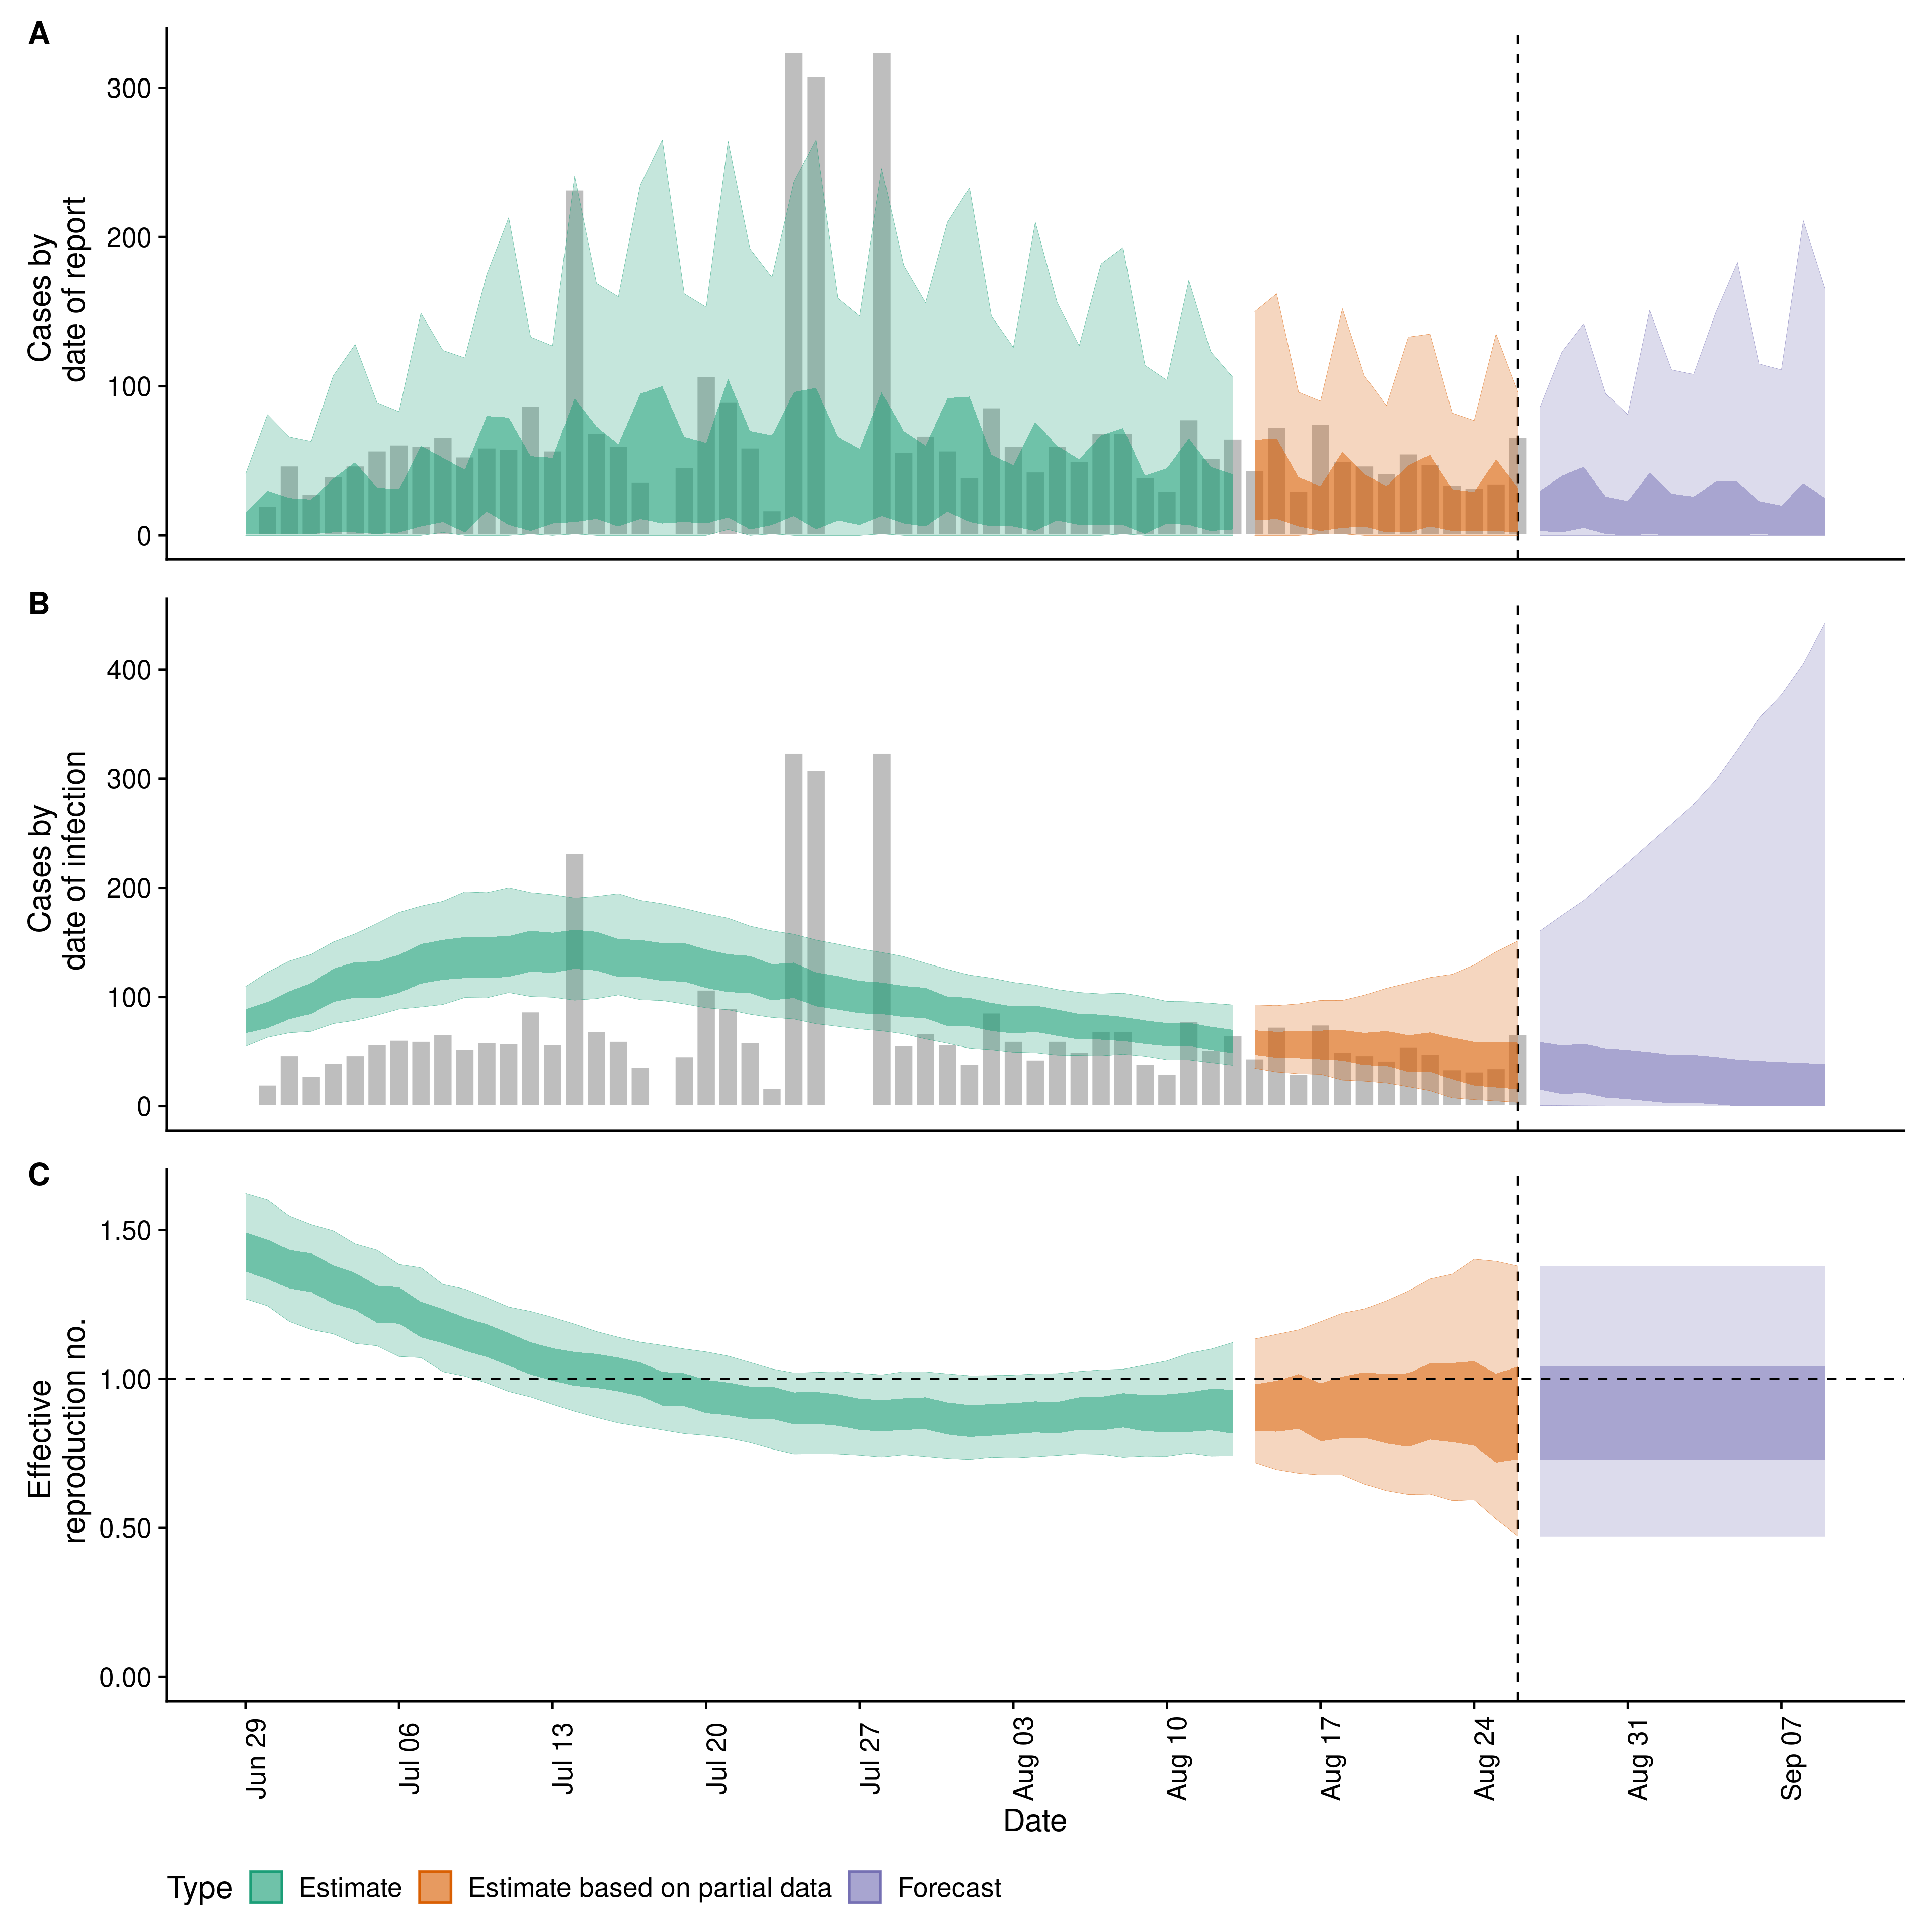 A
300
200
100
0
Cases by
date of report
B
400
300
200
100
0
Cases by
date of infection
C
1.50
1.00
0.50
0.00
Effective
reproduction no.
Jun 29
Jul 06
Jul 13
Jul 20
Jul 27
Aug 03
Aug 10
Aug 17
Aug 24
Aug 31
Sep 07
Date
Type Estimate Estimate based on partial data Forecast